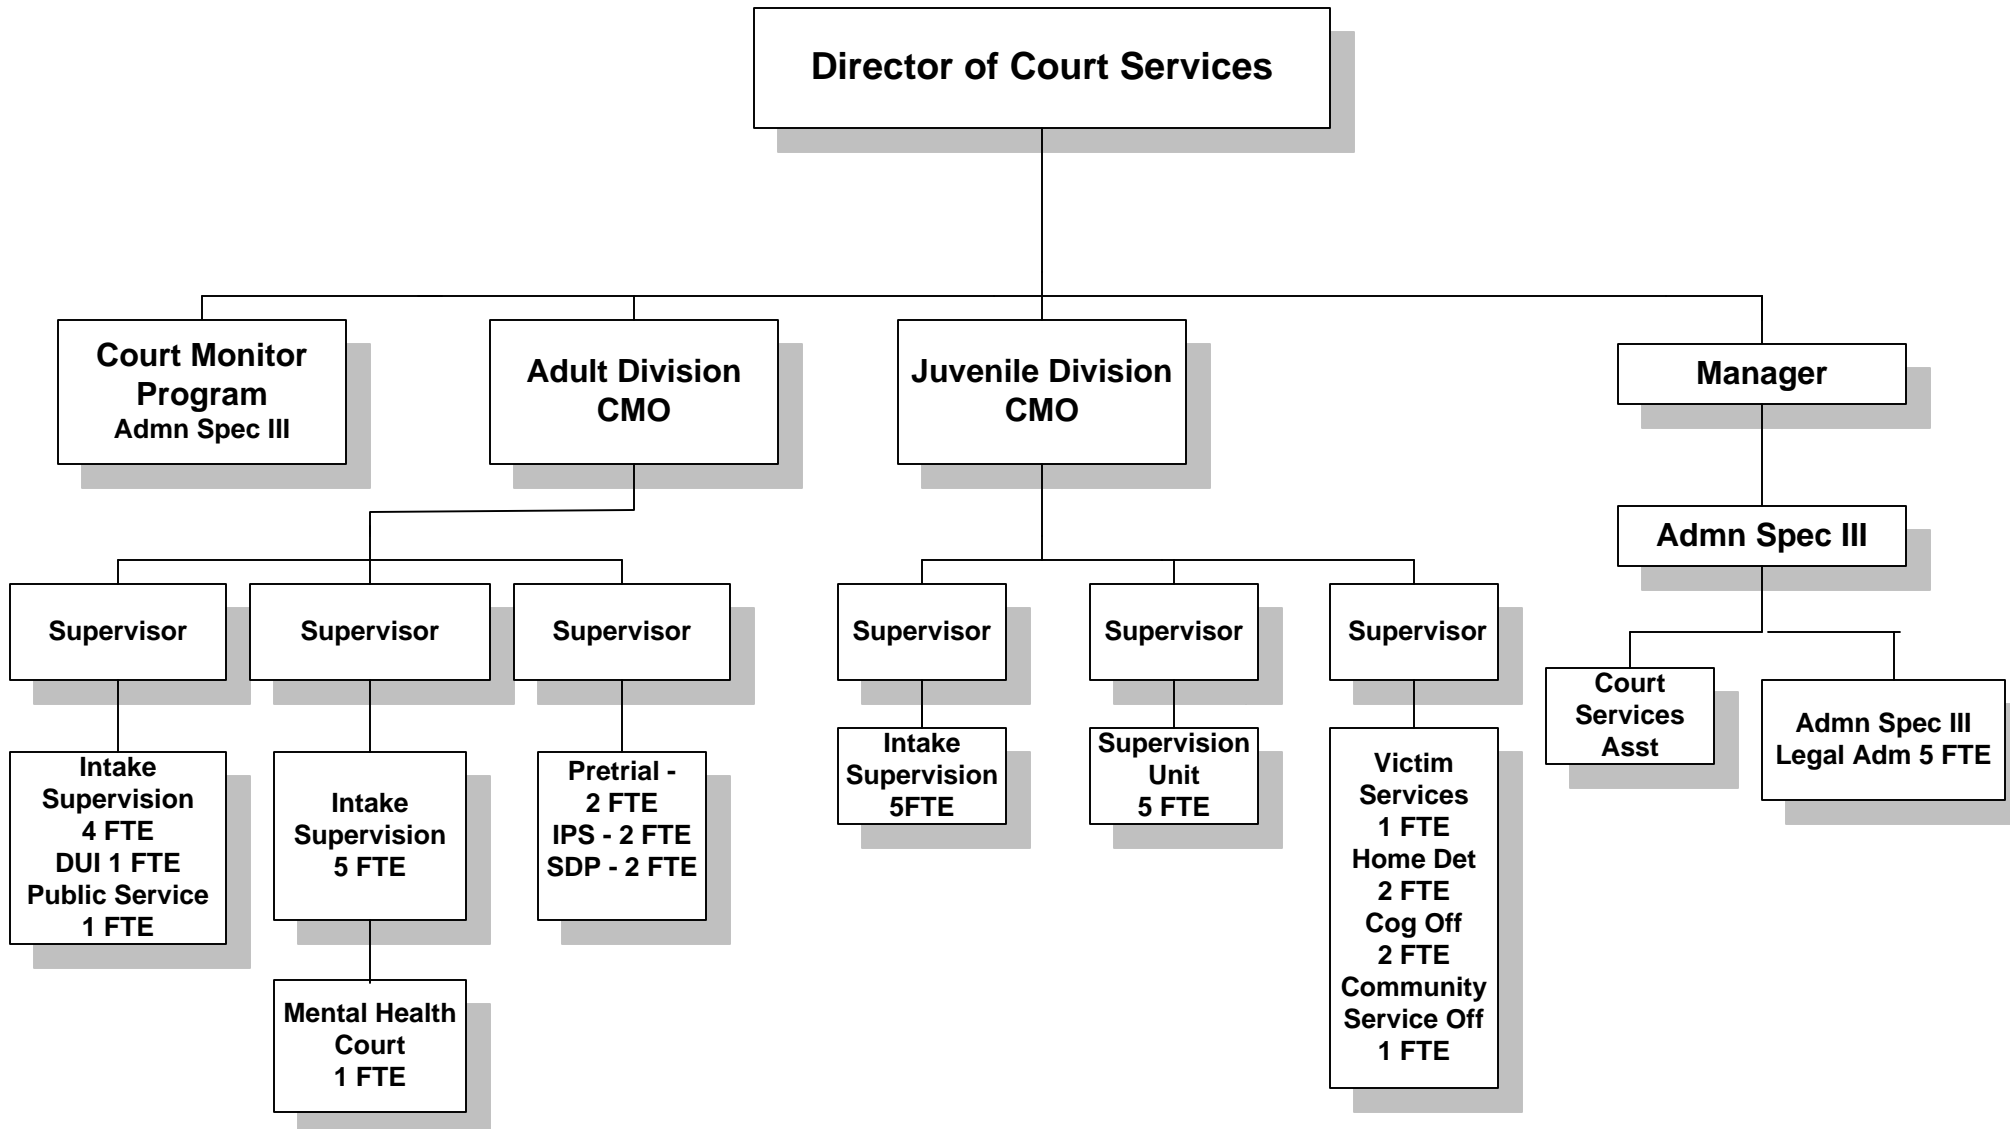 Director of Court Services
Court Monitor
Program
Admn Spec III
Adult Division
CMO
Juvenile Division
CMO
Manager
Admn Spec III
Supervisor
Supervisor
Supervisor
Supervisor
Supervisor
Supervisor
Court
Services
Asst
Admn Spec III
Legal Adm 5 FTE
Intake
Supervision
4 FTE
DUI 1 FTE
Public Service
1 FTE
Intake
Supervision
5 FTE
Pretrial -
2 FTE
IPS - 2 FTE
SDP - 2 FTE
Intake
Supervision
5FTE
Supervision
Unit
5 FTE
Victim
Services
1 FTE
Home Det
2 FTE
Cog Off
2 FTE
Community
Service Off
1 FTE
Mental Health
Court
1 FTE